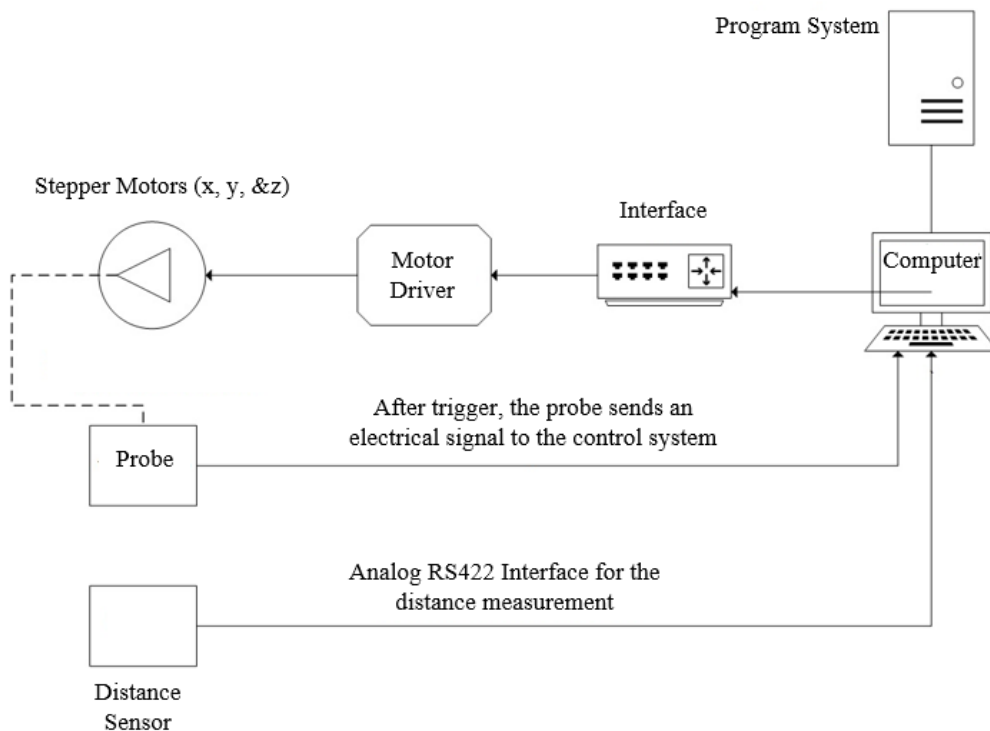 Program System
Stepper Motors (x, y, &z)
Interface
Motor
Driver
Computer
After trigger, the probe sends an
electrical signal to the control system
Probe
Analog RS422 Interface for the
distance measurement
Distance
Sensor